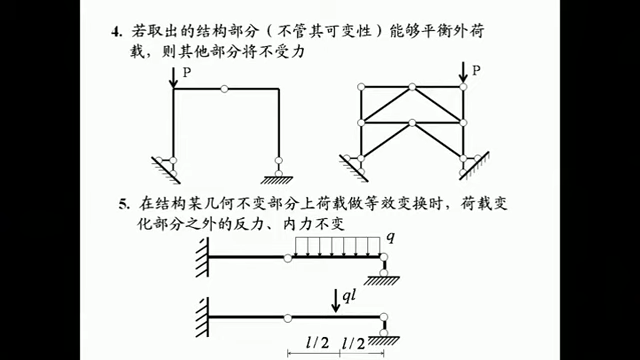 4. 若取出的结构部分（不管其可变性）能够平衡外荷
载，则其他部分将不受力
P
P
5. 在结构某几何不变部分上荷载做等效变换时，荷载变
化部分之外的反力、内力不变
q
ql
l/2 l/2